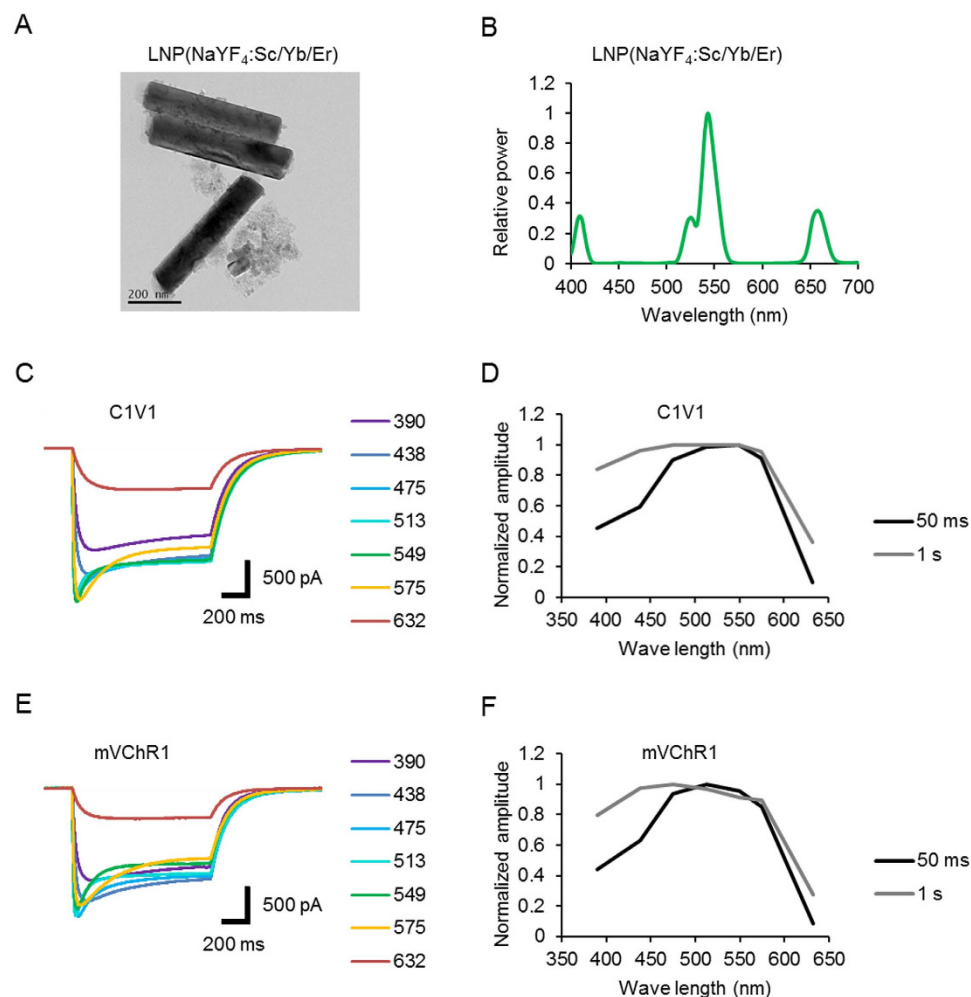 A
LNP(NaYF₄:Sc/Yb/Er)
200 nm
B
LNP(NaYF₄:Sc/Yb/Er)
Relative power
1.2
1
0.8
0.6
0.4
0.2
0
400 450 500 550 600 650 700
Wavelength (nm)
C
C1V1
390
438
475
513
549
575
632
500 pA
200 ms
D
C1V1
Normalized amplitude
1.2
1
0.8
0.6
0.4
0.2
0
350 400 450 500 550 600 650
Wave length (nm)
50 ms
1 s
E
mVChR1
390
438
475
513
549
575
632
500 pA
200 ms
F
mVChR1
Normalized amplitude
1.2
1
0.8
0.6
0.4
0.2
0
350 400 450 500 550 600 650
Wave length (nm)
50 ms
1 s